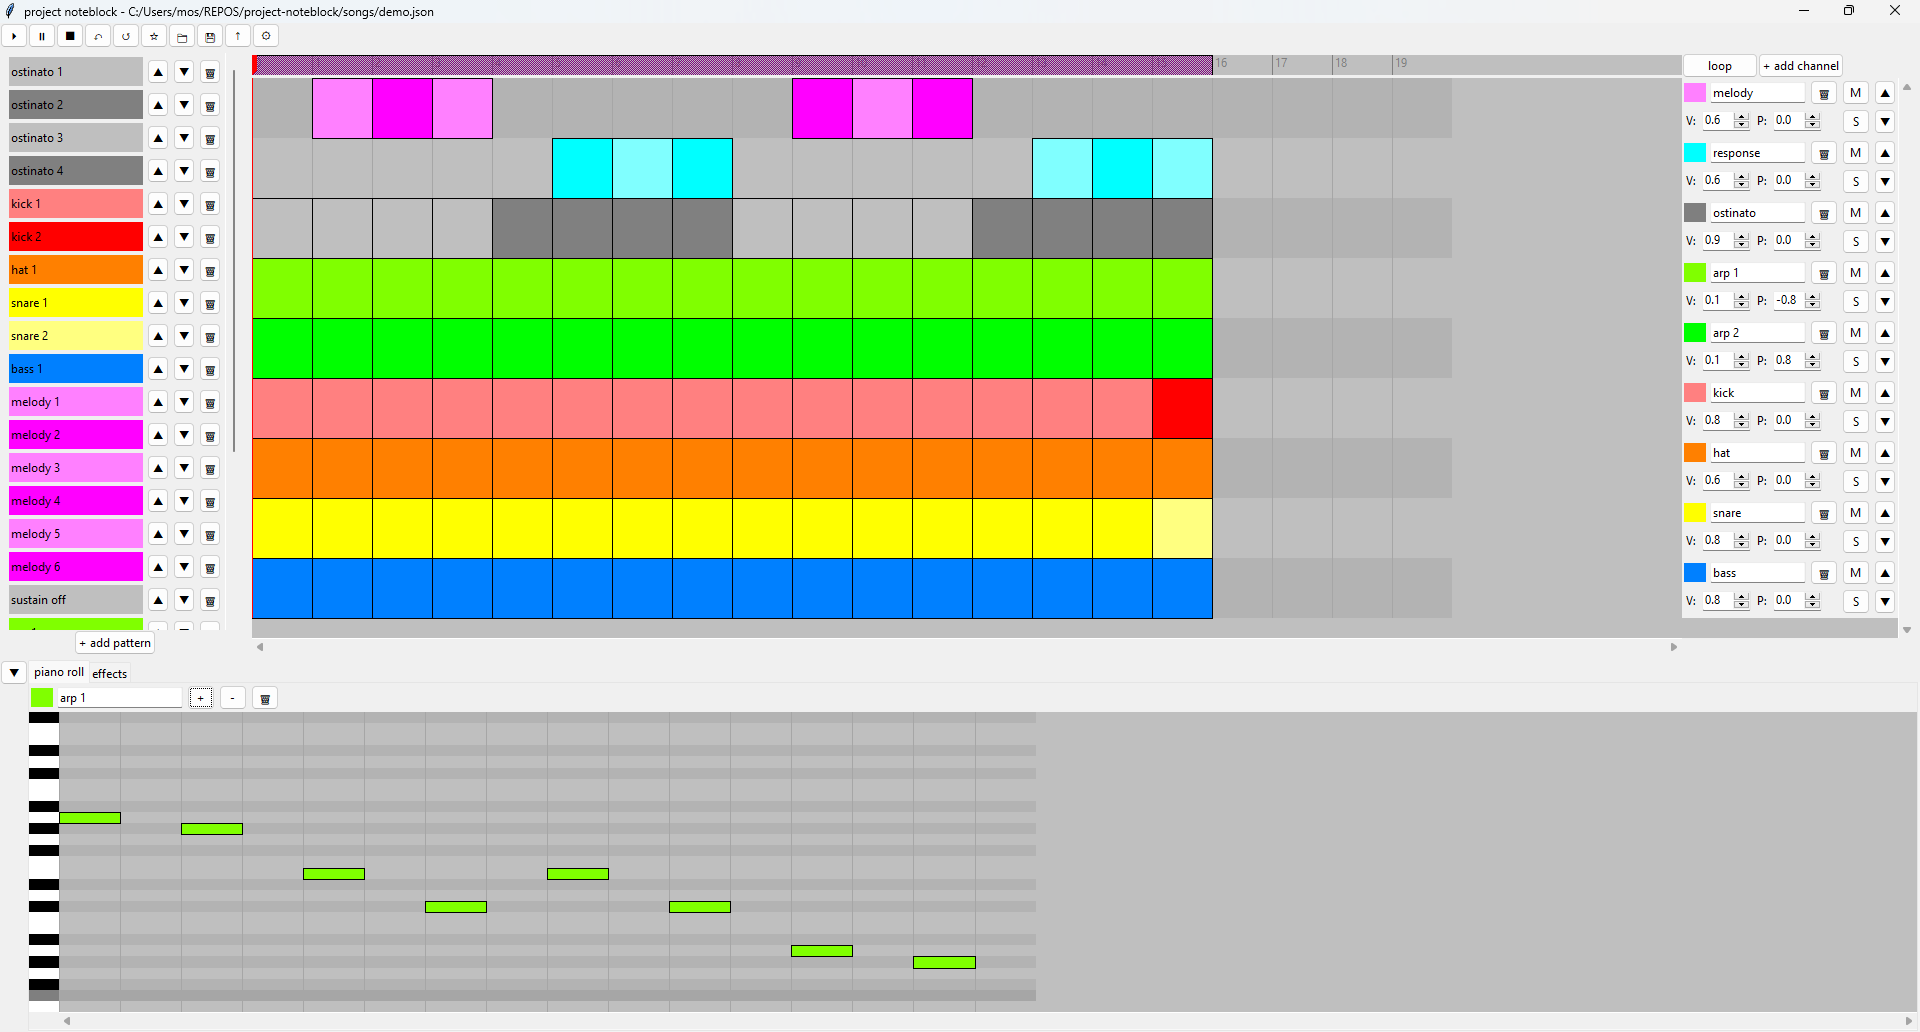 project noteblock - C:/Users/mos/REPOS/project-noteblock/songs/demo.json
ostinato 1
ostinato 2
ostinato 3
ostinato 4
kick 1
kick 2
hat 1
snare 1
snare 2
bass 1
melody 1
melody 2
melody 3
melody 4
melody 5
melody 6
sustain off
+ add pattern
16 17 18 19
loop + add channel
melody M
V: 0.6 P: 0.0 S
response M
V: 0.6 P: 0.0 S
ostinato M
V: 0.9 P: 0.0 S
arp 1 M
V: 0.1 P: -0.8 S
arp 2 M
V: 0.1 P: 0.8 S
kick M
V: 0.8 P: 0.0 S
hat M
V: 0.6 P: 0.0 S
snare M
V: 0.8 P: 0.0 S
bass M
V: 0.8 P: 0.0 S
piano roll effects
arp 1 + -